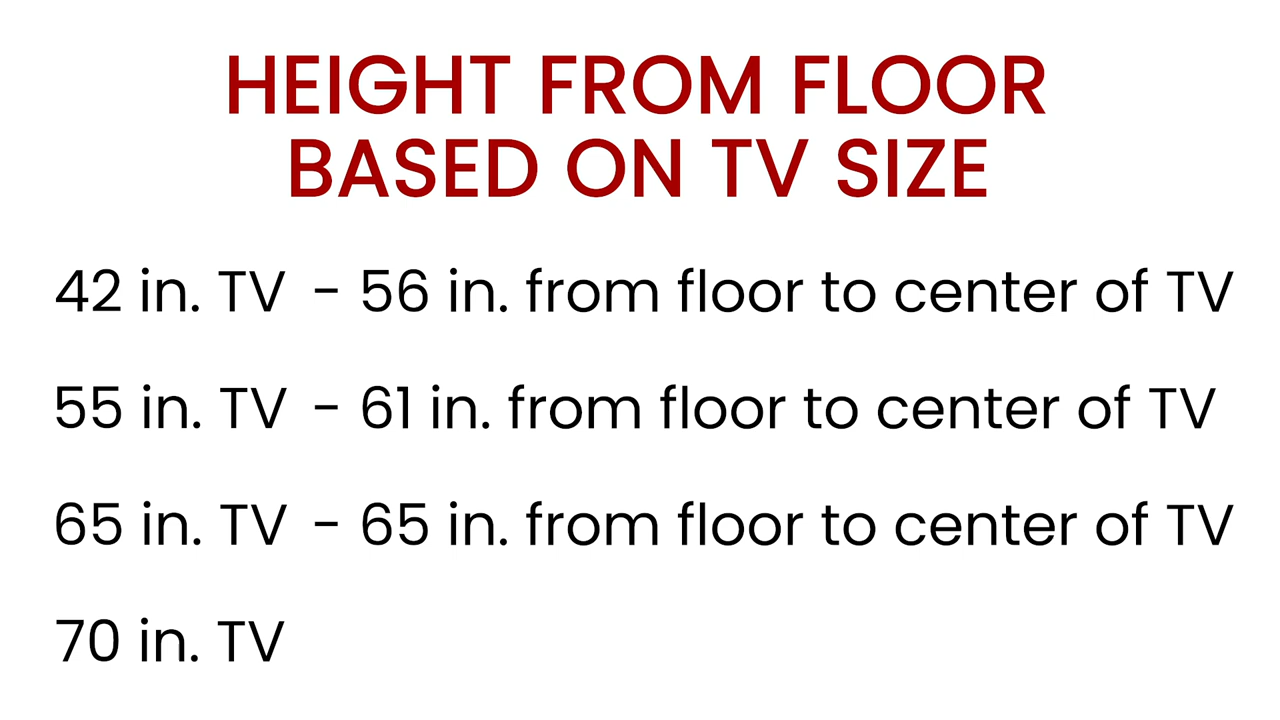 HEIGHT FROM FLOOR
BASED ON TV SIZE
42 in. TV - 56 in. from floor to center of TV
55 in. TV - 61 in. from floor to center of TV
65 in. TV - 65 in. from floor to center of TV
70 in. TV